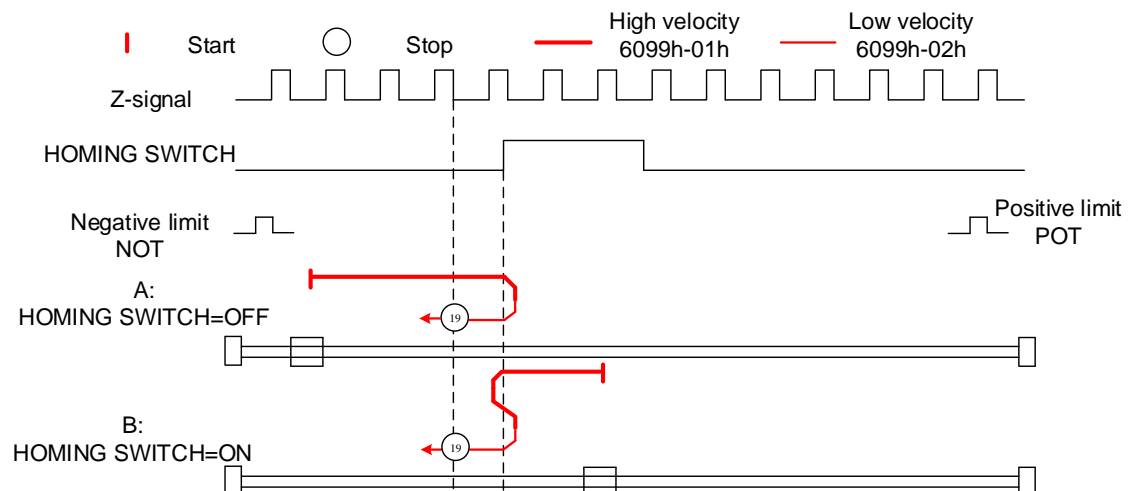 Start
Stop
High velocity
6099h-01h
Low velocity
6099h-02h
Z-signal
HOMING SWITCH
Negative limit
NOT
Positive limit
POT
A:
HOMING SWITCH=OFF
19
B:
HOMING SWITCH=ON
19